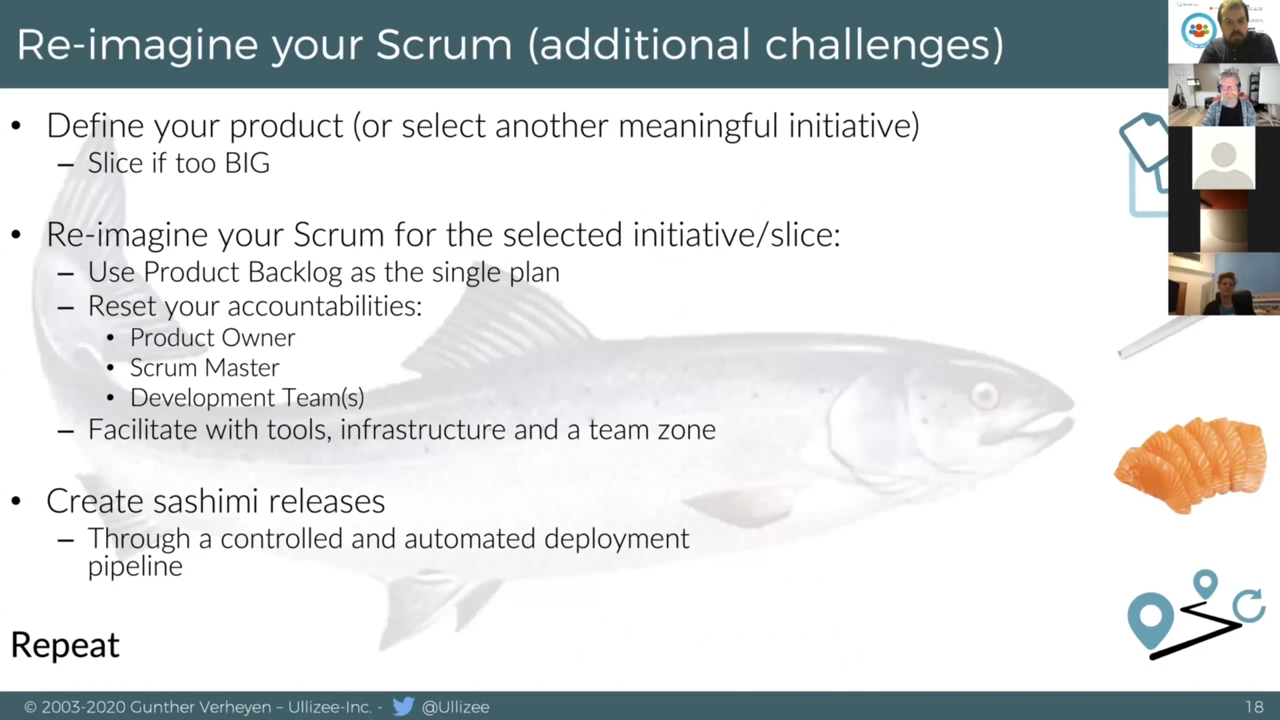 Re-imagine your Scrum (additional challenges)
• Define your product (or select another meaningful initiative)
– Slice if too BIG
• Re-imagine your Scrum for the selected initiative/slice:
– Use Product Backlog as the single plan
– Reset your accountabilities:
• Product Owner
• Scrum Master
• Development Team(s)
– Facilitate with tools, infrastructure and a team zone
• Create sashimi releases
– Through a controlled and automated deployment
pipeline
Repeat
© 2003-2020 Gunther Verheyen – Ullizee-Inc. - @Ullizee
18